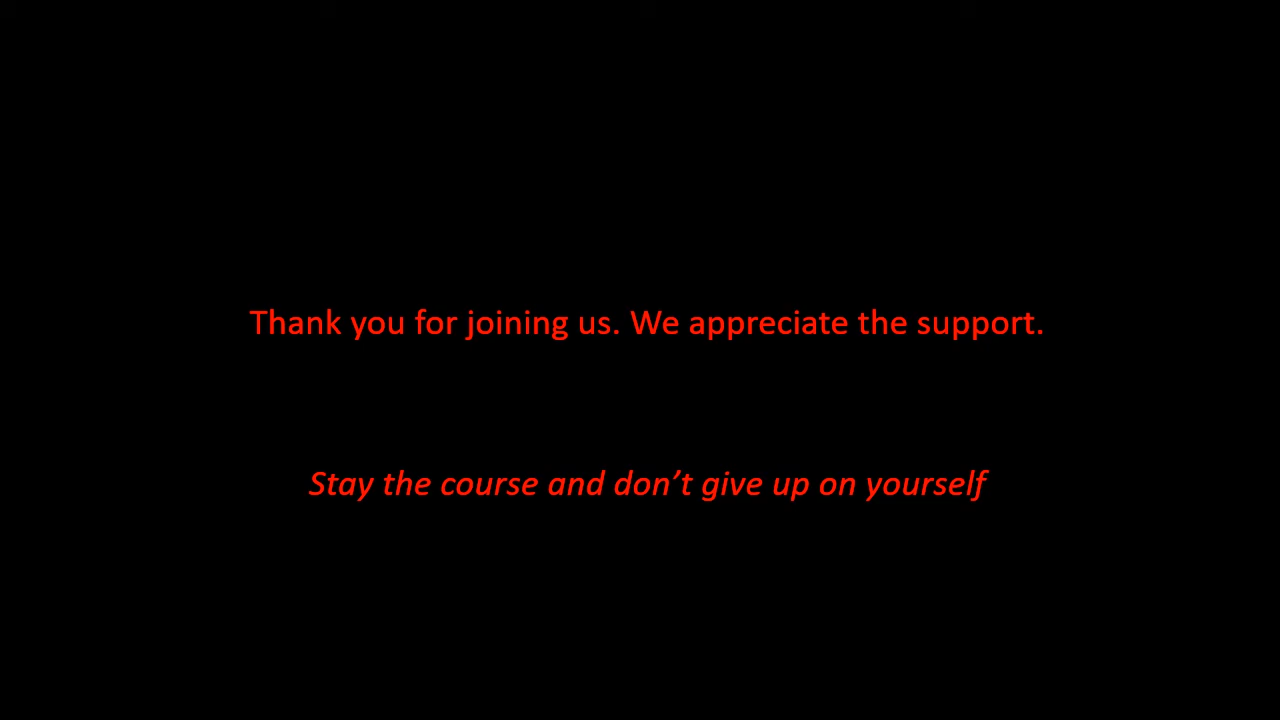 Thank you for joining us. We appreciate the support.
Stay the course and don’t give up on yourself